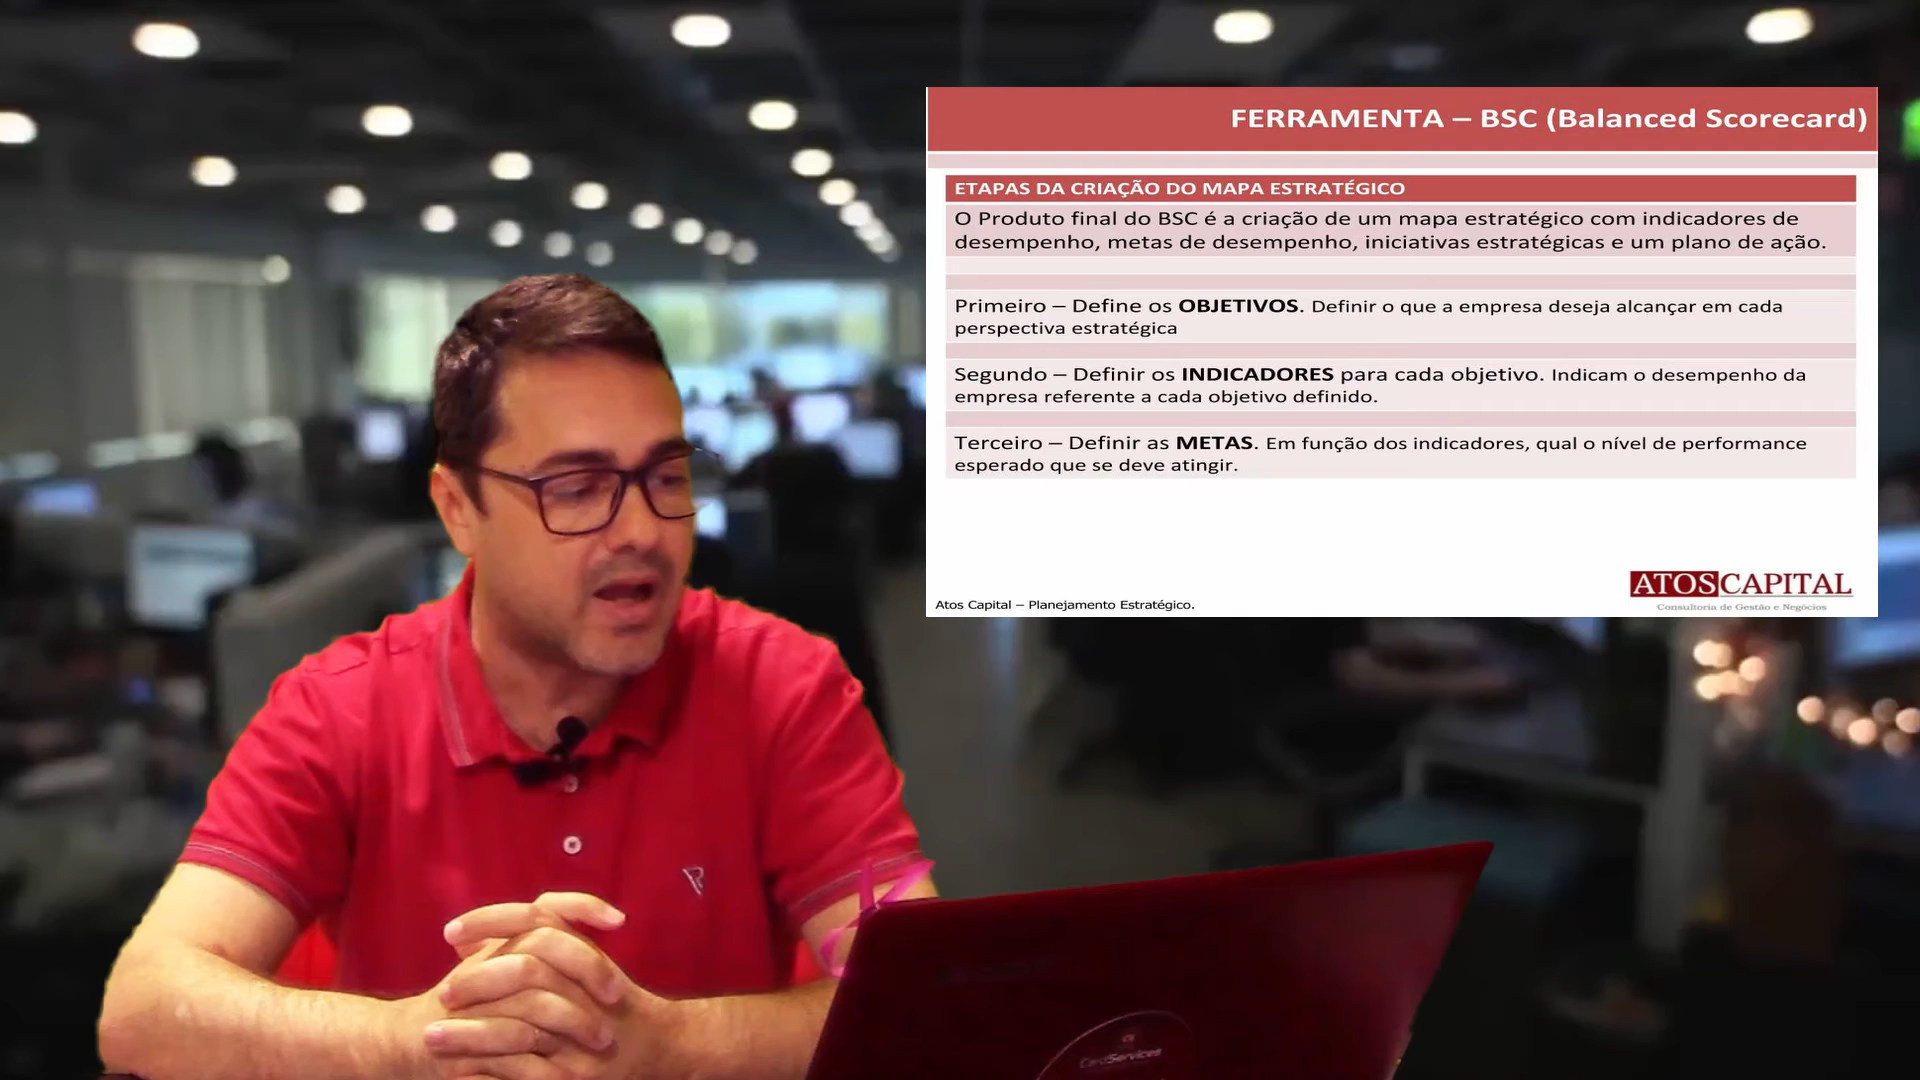 FERRAMENTA – BSC (Balanced Scorecard)
ETAPAS DA CRIAÇÃO DO MAPA ESTRATÉGICO
O Produto final do BSC é a criação de um mapa estratégico com indicadores de
desempenho, metas de desempenho, iniciativas estratégicas e um plano de ação.
Primeiro – Define os OBJETIVOS. Definir o que a empresa deseja alcançar em cada
perspectiva estratégica
Segundo – Definir os INDICADORES para cada objetivo. Indicam o desempenho da
empresa referente a cada objetivo definido.
Terceiro – Definir as METAS. Em função dos indicadores, qual o nível de performance
esperado que se deve atingir.
ATOSCAPITAL
Consultoria de Gestão e Negócios
Atos Capital – Planejamento Estratégico.
CardServices